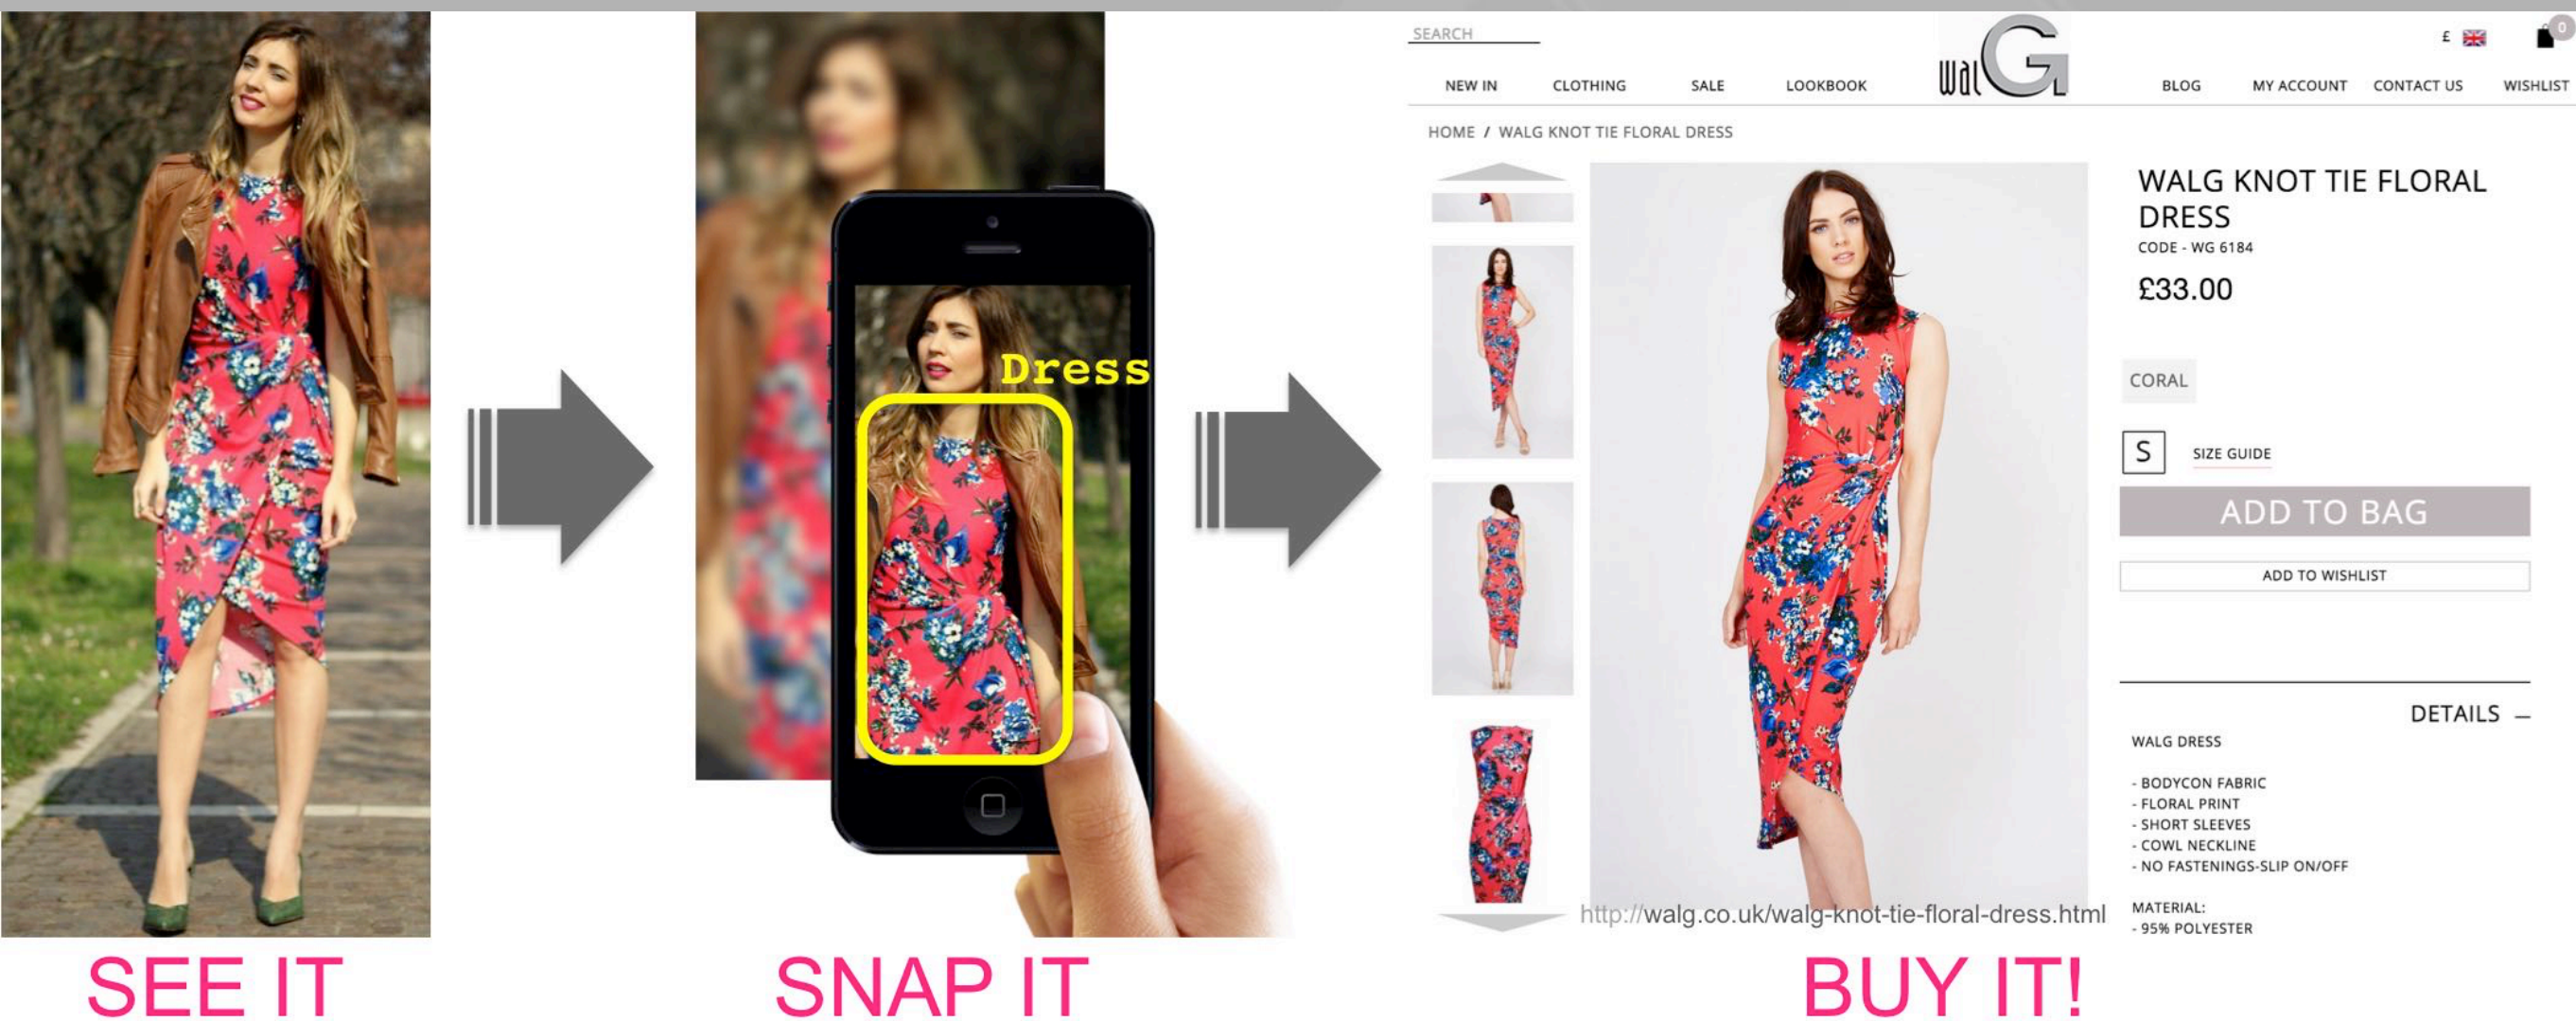 SEE IT
Dress
SNAP IT
SEARCH
£
0
walG
NEW IN CLOTHING SALE LOOKBOOK BLOG MY ACCOUNT CONTACT US WISHLIST
HOME / WALG KNOT TIE FLORAL DRESS
WALG KNOT TIE FLORAL
DRESS
CODE - WG 6184
£33.00
CORAL
S SIZE GUIDE
ADD TO BAG
ADD TO WISHLIST
DETAILS –
WALG DRESS
- BODYCON FABRIC
- FLORAL PRINT
- SHORT SLEEVES
- COWL NECKLINE
- NO FASTENINGS-SLIP ON/OFF
MATERIAL:
- 95% POLYESTER
http://walg.co.uk/walg-knot-tie-floral-dress.html
BUY IT!